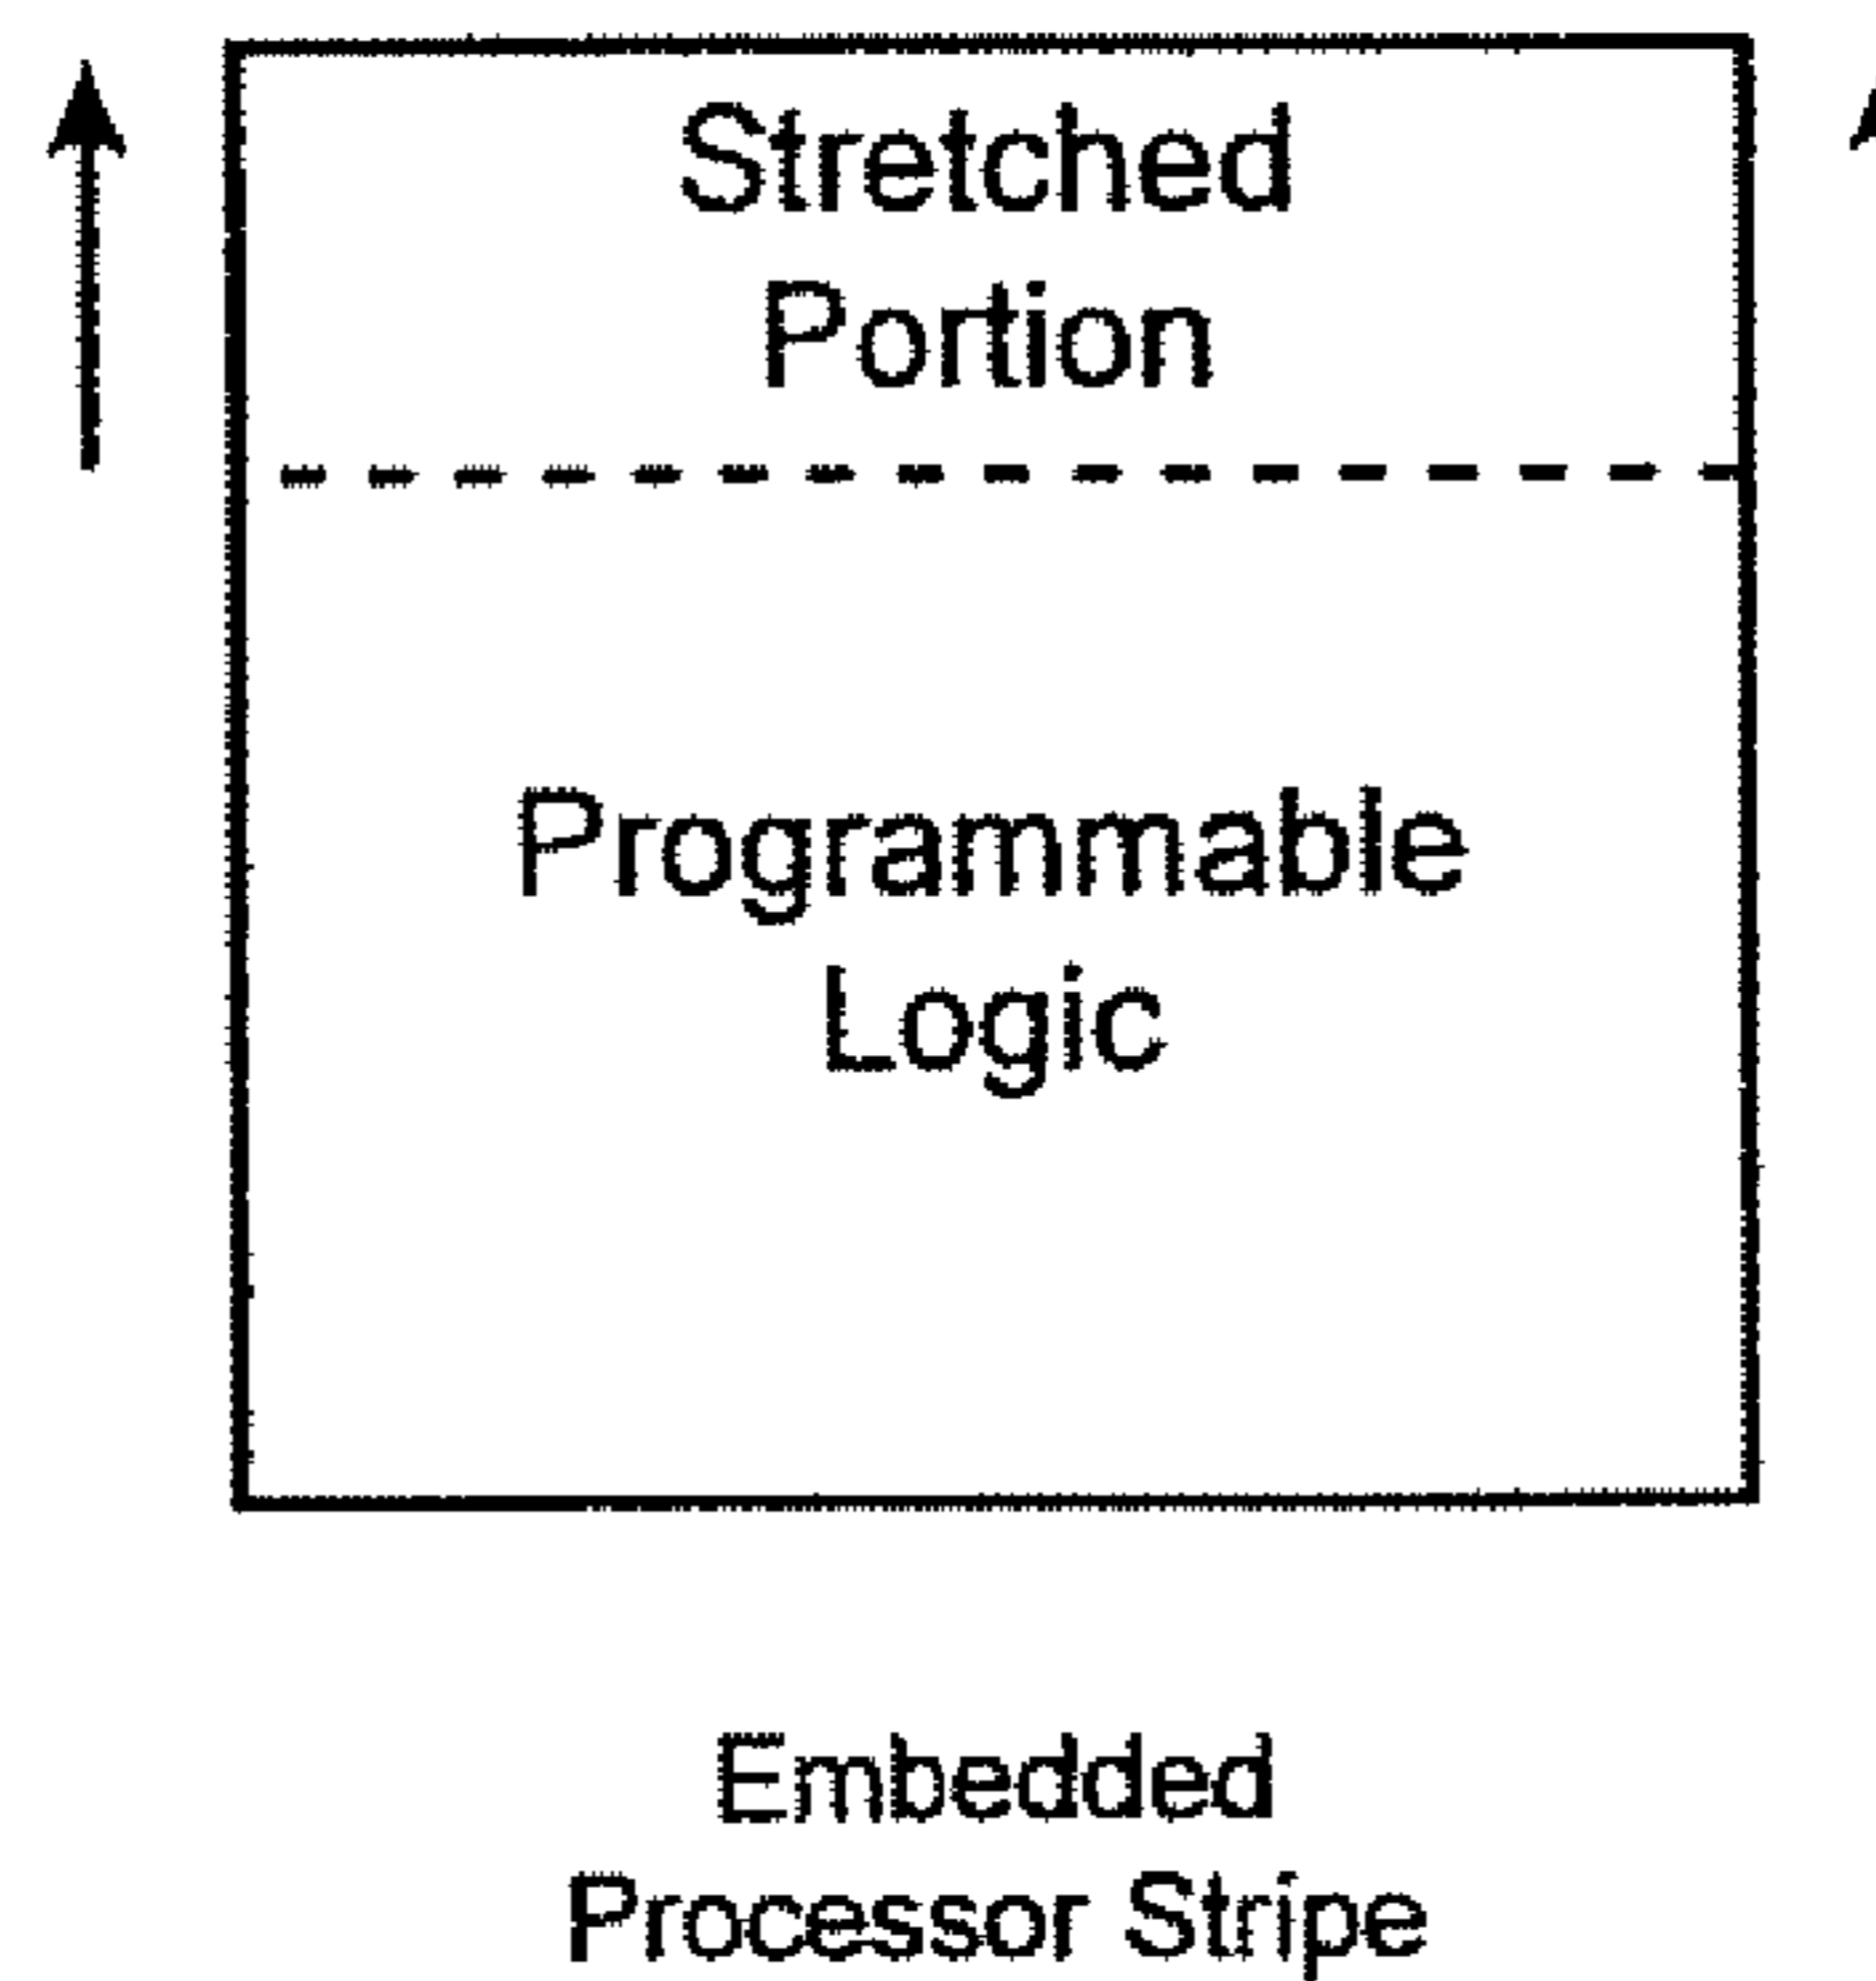 Stretched
Portion
Programmable
Logic
Embedded
Processor Stripe